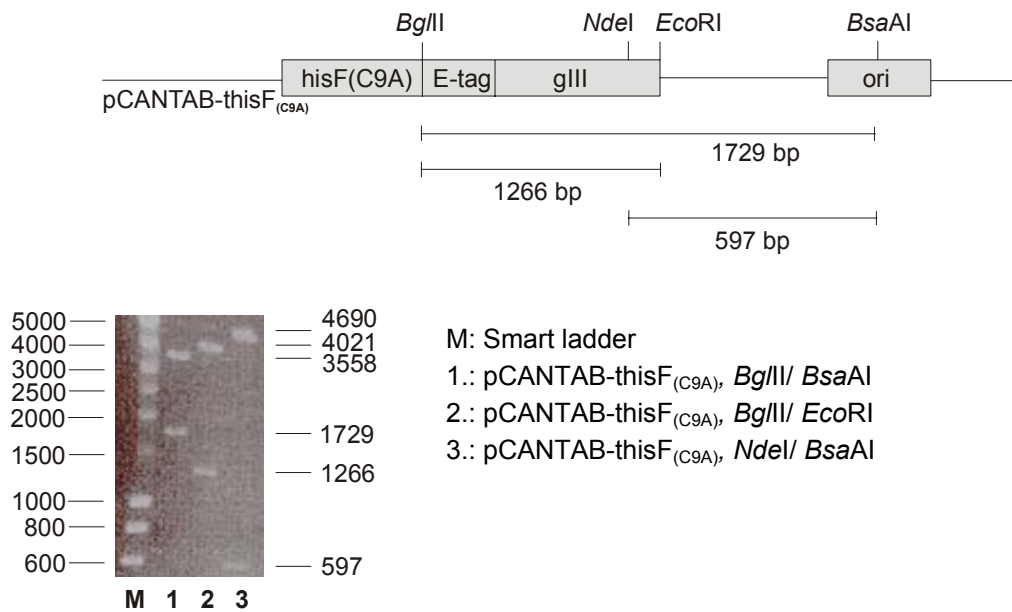 BglII NdeI EcoRI BsaAI
hisF(C9A) E-tag gIII ori
pCANTAB-thisF(C9A)
1729 bp
1266 bp
597 bp
5000
4000
3000
2500
2000
1500
1000
800
600
4690
4021
3558
1729
1266
597
M 1 2 3
M: Smart ladder
1.: pCANTAB-thisF(C9A), BglII/ BsaAI
2.: pCANTAB-thisF(C9A), BglII/ EcoRI
3.: pCANTAB-thisF(C9A), NdeI/ BsaAI